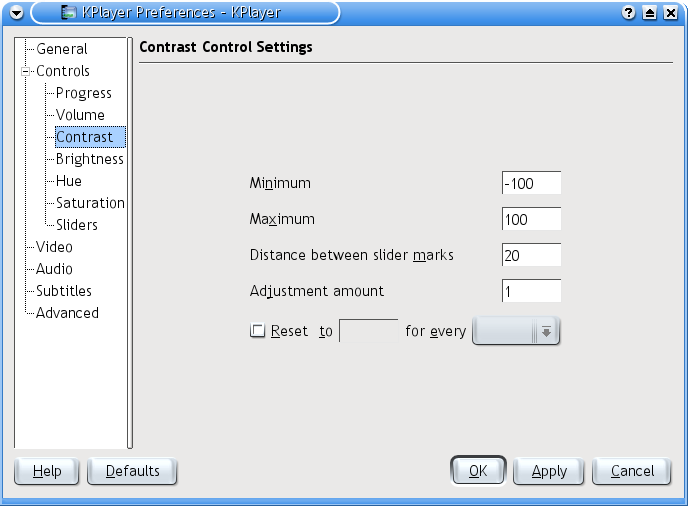 KPlayer Preferences - KPlayer
General
Controls
Progress
Volume
Contrast
Brightness
Hue
Saturation
Sliders
Video
Audio
Subtitles
Advanced
Contrast Control Settings
Minimum -100
Maximum 100
Distance between slider marks 20
Adjustment amount 1
Reset to for every
Help Defaults OK Apply Cancel